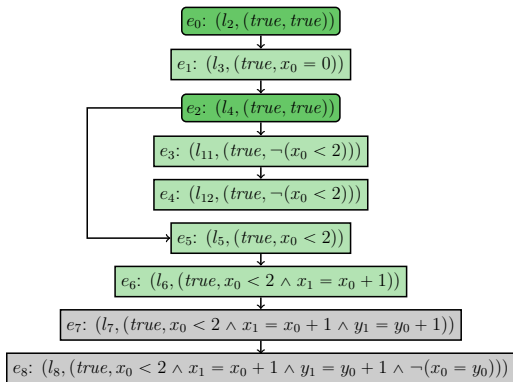 e₀: (l₂, (true, true))
e₁: (l₃, (true, x₀ = 0))
e₂: (l₄, (true, true))
e₃: (l₁₁, (true, ¬(x₀ < 2)))
e₄: (l₁₂, (true, ¬(x₀ < 2)))
e₅: (l₅, (true, x₀ < 2))
e₆: (l₆, (true, x₀ < 2 ∧ x₁ = x₀ + 1))
e₇: (l₇, (true, x₀ < 2 ∧ x₁ = x₀ + 1 ∧ y₁ = y₀ + 1))
e₈: (l₈, (true, x₀ < 2 ∧ x₁ = x₀ + 1 ∧ y₁ = y₀ + 1 ∧ ¬(x₀ = y₀)))